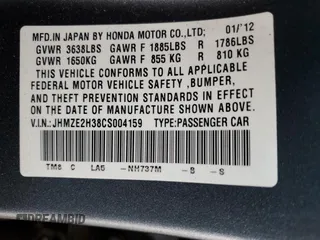 MFD. IN JAPAN BY HONDA MOTOR CO.,LTD; 01/'12
GVWR 3638LBS GAWR F 1885LBS R 1786LBS
GVWR 1650KG GAWR F 855 KG R 810 KG
THIS VEHICLE CONFORMS TO ALL APPLICABLE
FEDERAL MOTOR VEHICLE SAFETY ,BUMPER,
AND THEFT PREVENTION STANDARDS IN EFFECT
ON THE DATE OF MANUFACTURE SHOWN ABOVE.
V.I.N.: JHMZE2H38CS004159 TYPE:PASSENGER CAR
TM8 C LA5 -NH737M -B -S
IDREAMBID